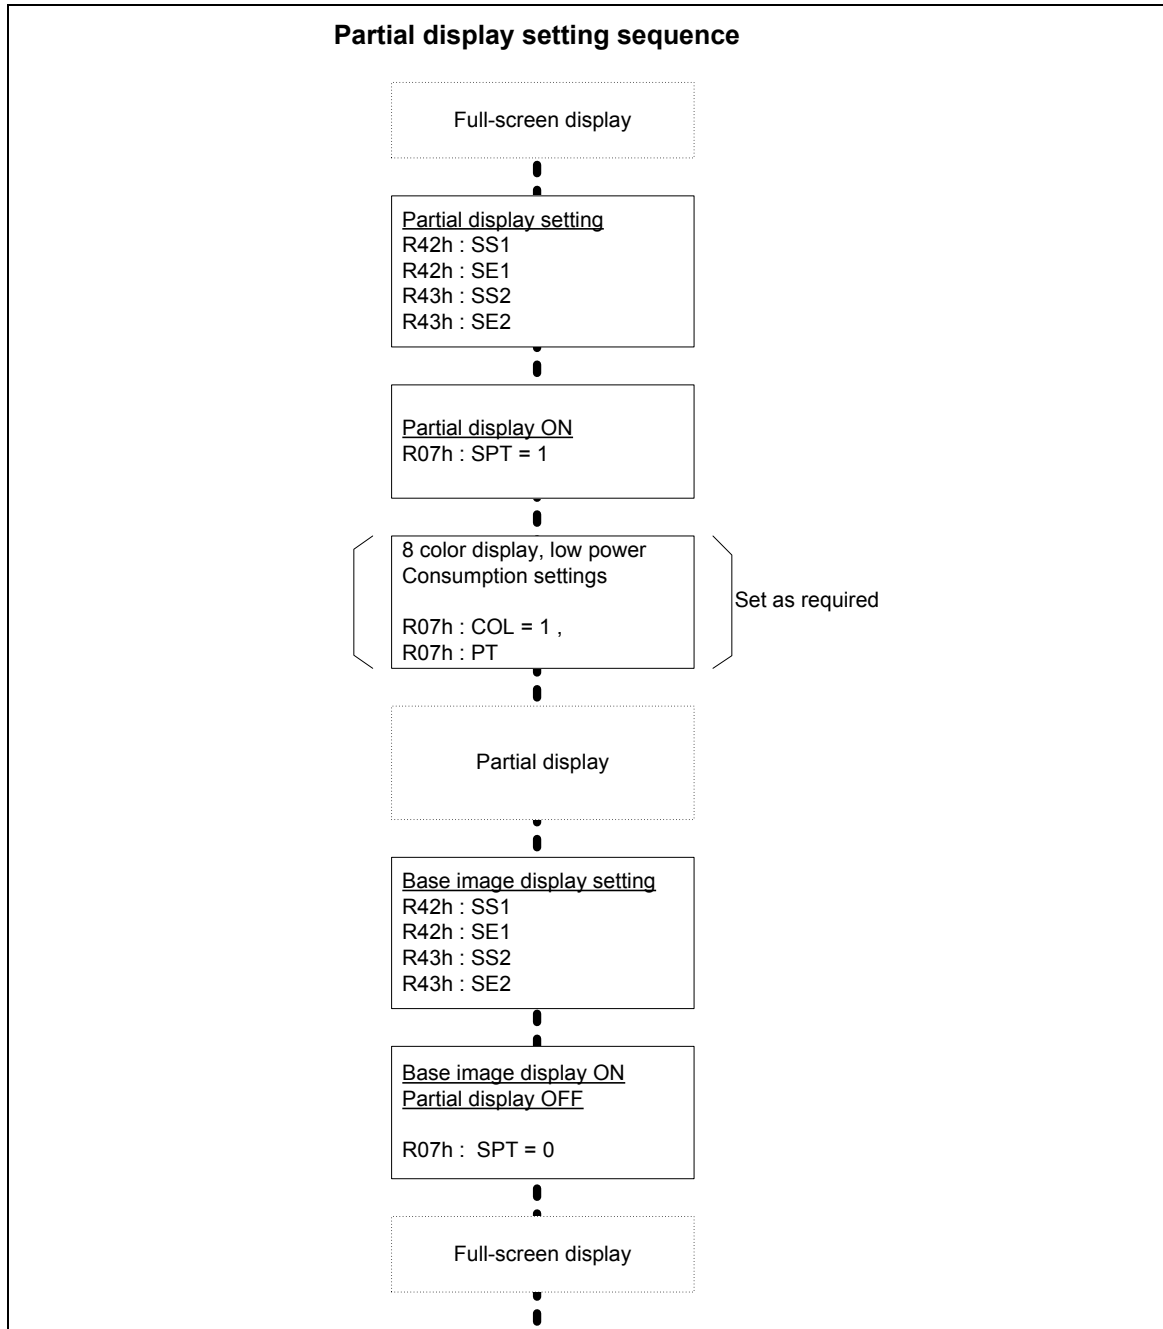 Partial display setting sequence
Full-screen display
Partial display setting
R42h : SS1
R42h : SE1
R43h : SS2
R43h : SE2
Partial display ON
R07h : SPT = 1
8 color display, low power
Consumption settings
R07h : COL = 1 ,
R07h : PT
Set as required
Partial display
Base image display setting
R42h : SS1
R42h : SE1
R43h : SS2
R43h : SE2
Base image display ON
Partial display OFF
R07h :  SPT = 0
Full-screen display